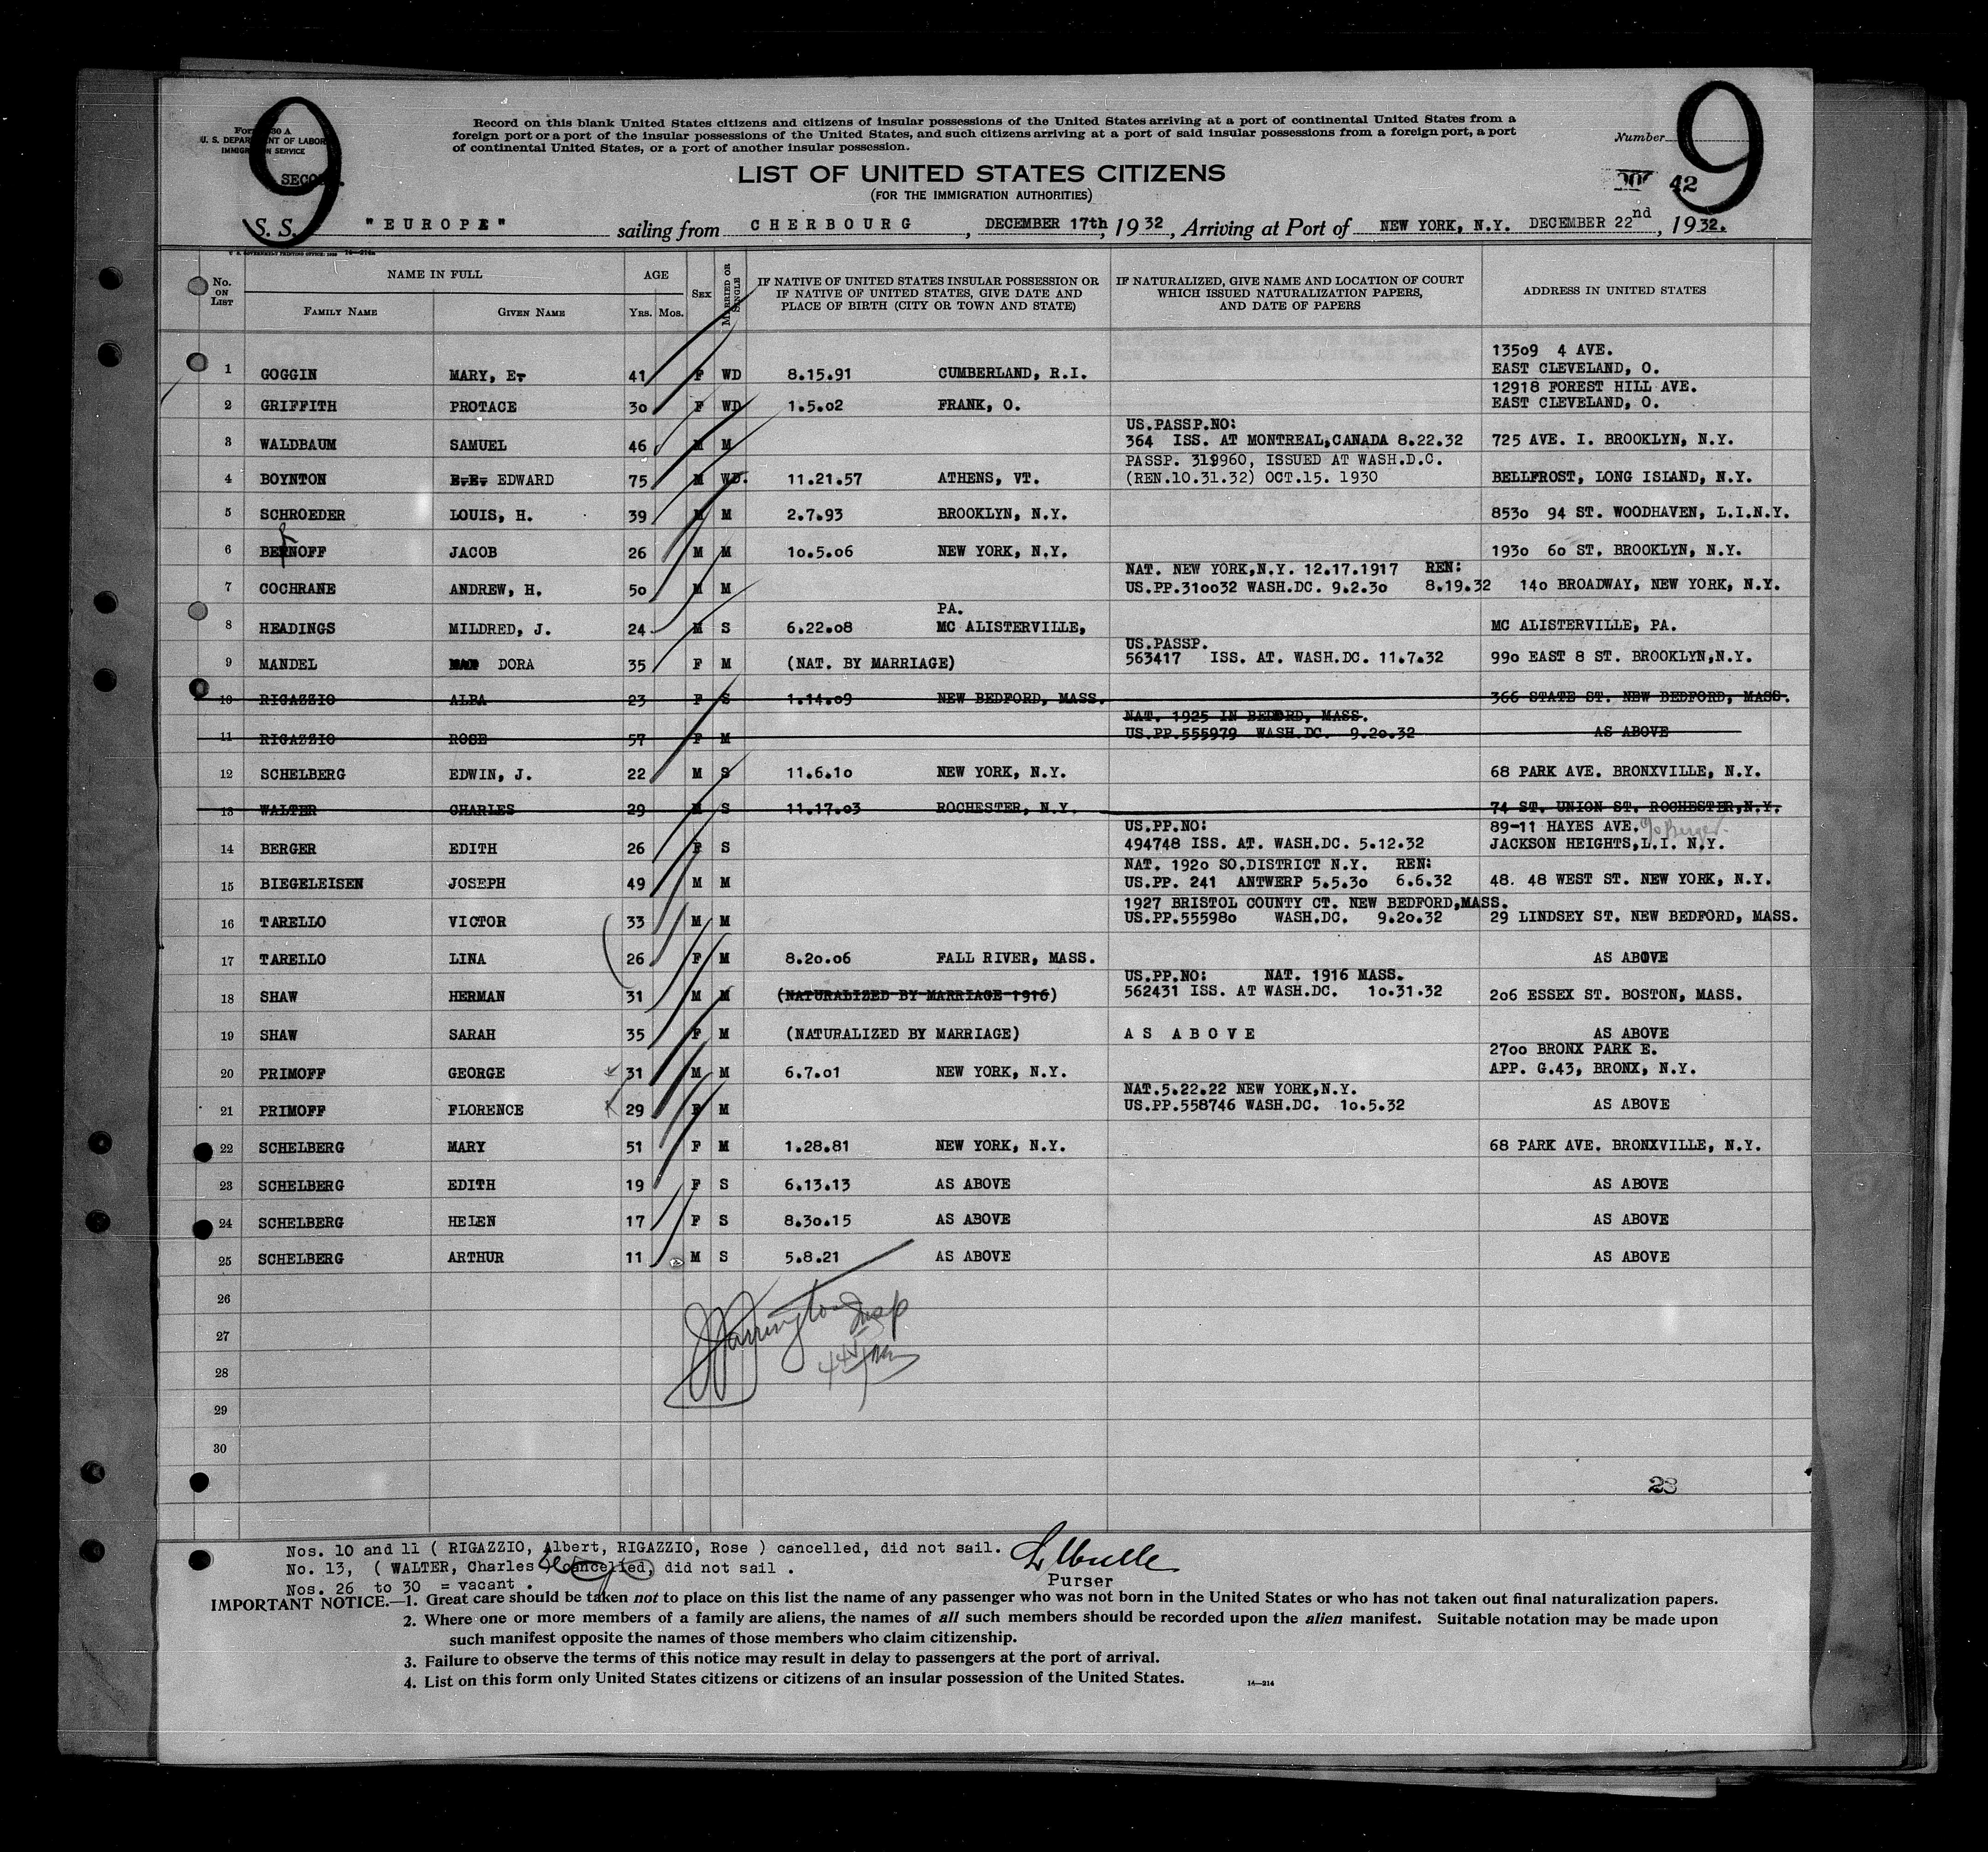 9
9
Form 630 A
U. S. DEPARTMENT OF LABOR
IMMIGRATION SERVICE
SECOND.
Record on this blank United States citizens and citizens of insular possessions of the United States arriving at a port of continental United States from a
foreign port or a port of the insular possessions of the United States, and such citizens arriving at a port of said insular possessions from a foreign port, a port
of continental United States, or a port of another insular possession.
Number
LIST OF UNITED STATES CITIZENS
(FOR THE IMMIGRATION AUTHORITIES)
42
S. S. "EUROPE" sailing from CHERBOURG, DECEMBER 17th, 1932, Arriving at Port of NEW YORK, N.Y. DECEMBER 22nd, 1932.
No. ON LIST
NAME IN FULL
FAMILY NAME
GIVEN NAME
AGE
YRS. MOS.
SEX
MARRIED OR SINGLE
IF NATIVE OF UNITED STATES INSULAR POSSESSION OR
IF NATIVE OF UNITED STATES, GIVE DATE AND
PLACE OF BIRTH (CITY OR TOWN AND STATE)
IF NATURALIZED, GIVE NAME AND LOCATION OF COURT
WHICH ISSUED NATURALIZATION PAPERS,
AND DATE OF PAPERS
ADDRESS IN UNITED STATES
13509 4 AVE.
1 GOGGIN MARY, E. 41 F WD 8.15.91 CUMBERLAND, R.I. EAST CLEVELAND, O.
12918 FOREST HILL AVE.
2 GRIFFITH PROTACE 30 F WD 1.5.02 FRANK, O. EAST CLEVELAND, O.
US.PASSP.NO:
3 WALDBAUM SAMUEL 46 M M 364 ISS. AT MONTREAL,CANADA 8.22.32 725 AVE. I. BROOKLYN, N.Y.
PASSP. 319960, ISSUED AT WASH.D.C.
4 BOYNTON E.E. EDWARD 75 M WD. 11.21.57 ATHENS, VT. (REN.10.31.32) OCT.15. 1930 BELLFROST, LONG ISLAND, N.Y.
5 SCHROEDER LOUIS, H. 39 M M 2.7.93 BROOKLYN, N.Y. 8530 94 ST. WOODHAVEN, L.I.N.Y.
6 BERNOFF JACOB 26 M M 10.5.06 NEW YORK, N.Y. 1930 60 ST. BROOKLYN, N.Y.
NAT. NEW YORK,N.Y. 12.17.1917 REN:
7 COCHRANE ANDREW, H. 50 M M US.PP.310032 WASH.DC. 9.2.30 8.19.32 140 BROADWAY, NEW YORK, N.Y.
PA.
8 HEADINGS MILDRED, J. 24 M S 6.22.08 MC ALISTERVILLE, MC ALISTERVILLE, PA.
US.PASSP.
9 MANDEL DORA 35 F M (NAT. BY MARRIAGE) 563417 ISS. AT. WASH.DC. 11.7.32 990 EAST 8 ST. BROOKLYN,N.Y.
10 RIGAZZIO ALBA 23 F S 1.14.09 NEW BEDFORD, MASS. 366 STATE ST. NEW BEDFORD, MASS.
NAT. 1925 IN BEDFORD, MASS.
11 RIGAZZIO ROSE 57 F M US.PP.555979 WASH.DC. 9.20.32 AS ABOVE
12 SCHELBERG EDWIN, J. 22 M S 11.6.10 NEW YORK, N.Y. 68 PARK AVE. BRONXVILLE, N.Y.
13 WALTER CHARLES 29 M S 11.17.03 ROCHESTER, N.Y. 74 ST. UNION ST. ROCHESTER,N.Y.
US.PP.NO: 89-11 HAYES AVE. c/o Berger.
14 BERGER EDITH 26 F S 494748 ISS. AT. WASH.DC. 5.12.32 JACKSON HEIGHTS,L.I. N.Y.
NAT. 1920 SO.DISTRICT N.Y. REN:
15 BIEGELEISEN JOSEPH 49 M M US.PP. 241 ANTWERP 5.5.30 6.6.32 48. 48 WEST ST. NEW YORK, N.Y.
1927 BRISTOL COUNTY CT. NEW BEDFORD,MASS.
16 TARELLO VICTOR 33 M M US.PP.555980 WASH.DC. 9.20.32 29 LINDSEY ST. NEW BEDFORD, MASS.
17 TARELLO LINA 26 F M 8.20.06 FALL RIVER, MASS. AS ABOVE
US.PP.NO: NAT. 1916 MASS.
18 SHAW HERMAN 31 M M (NATURALIZED BY MARRIAGE 1916) 562431 ISS. AT WASH.DC. 10.31.32 206 ESSEX ST. BOSTON, MASS.
19 SHAW SARAH 35 F M (NATURALIZED BY MARRIAGE) AS ABOVE AS ABOVE
2700 BRONX PARK E.
20 PRIMOFF GEORGE 31 M M 6.7.01 NEW YORK, N.Y. APP. G.43, BRONX, N.Y.
NAT.5.22.22 NEW YORK,N.Y.
21 PRIMOFF FLORENCE 29 F M US.PP.558746 WASH.DC. 10.5.32 AS ABOVE
22 SCHELBERG MARY 51 F M 1.28.81 NEW YORK, N.Y. 68 PARK AVE. BRONXVILLE, N.Y.
23 SCHELBERG EDITH 19 F S 6.13.13 AS ABOVE AS ABOVE
24 SCHELBERG HELEN 17 F S 8.30.15 AS ABOVE AS ABOVE
25 SCHELBERG ARTHUR 11 M S 5.8.21 AS ABOVE AS ABOVE
26
27
28
29
30
23
Nos. 10 and 11 ( RIGAZZIO, Albert, RIGAZZIO, Rose ) cancelled, did not sail.
No. 13, ( WALTER, Charles ) cancelled, did not sail .
Nos. 26 to 30 = vacant .
Purser
IMPORTANT NOTICE.—1. Great care should be taken not to place on this list the name of any passenger who was not born in the United States or who has not taken out final naturalization papers.
2. Where one or more members of a family are aliens, the names of all such members should be recorded upon the alien manifest. Suitable notation may be made upon
such manifest opposite the names of those members who claim citizenship.
3. Failure to observe the terms of this notice may result in delay to passengers at the port of arrival.
4. List on this form only United States citizens or citizens of an insular possession of the United States.
14—214